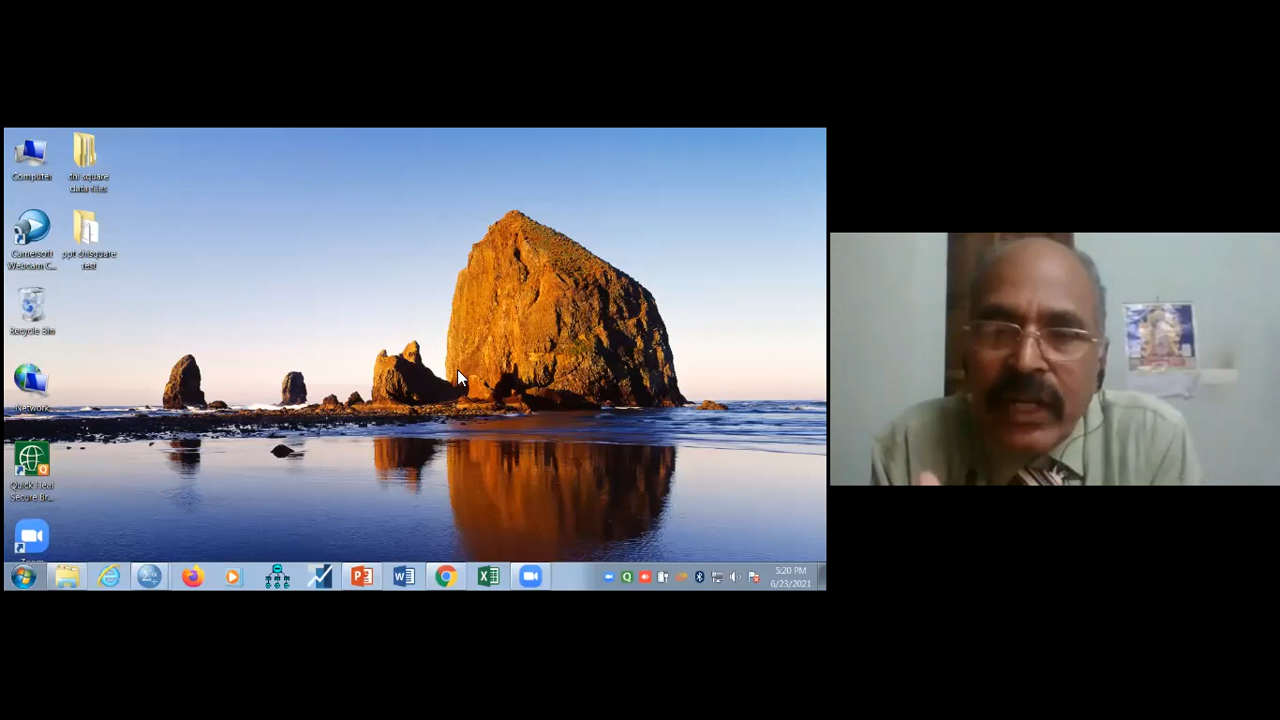 Computer
chi square
data files
Camersoft
Webcam C...
ppt chisquare
test
Recycle Bin
Network
Quick Heal
Secure Br...
Zoom
5:20 PM
6/23/2021